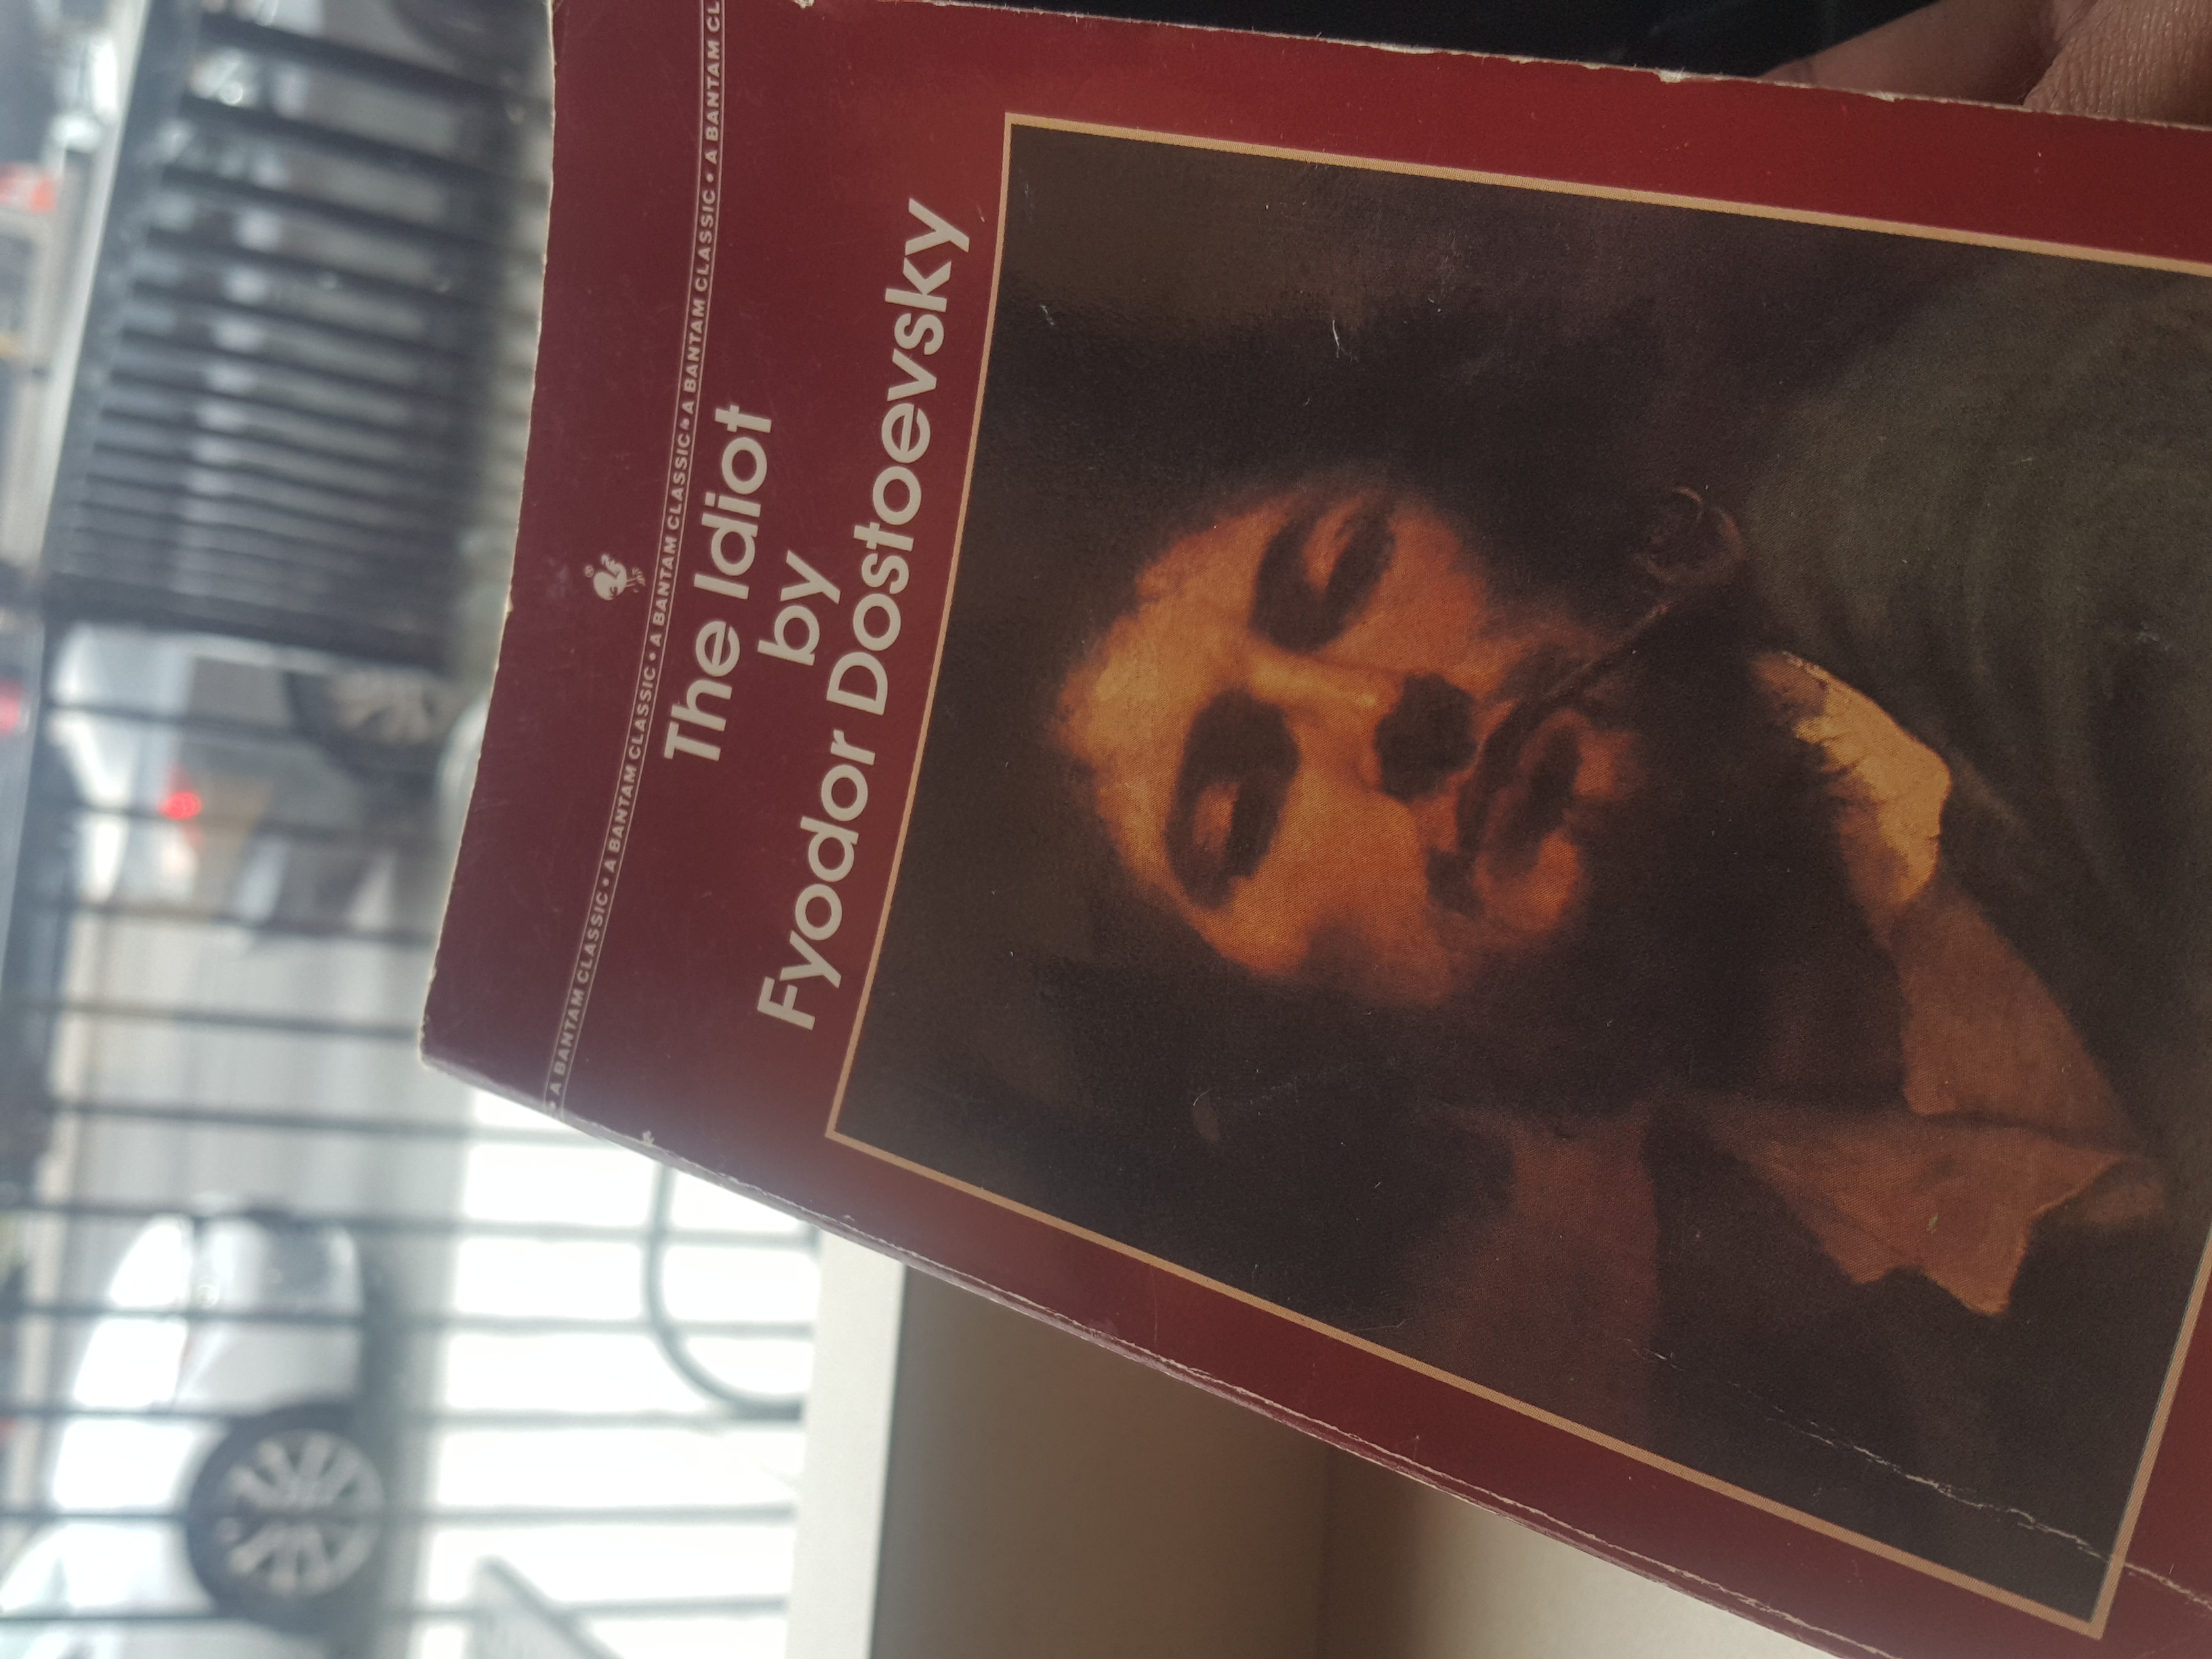 • A BANTAM CLASSIC • A BANTAM CLASSIC • A BANTAM CLASSIC • A BANTAM CLASSIC • A BANTAM CL
The Idiot
by
Fyodor Dostoevsky